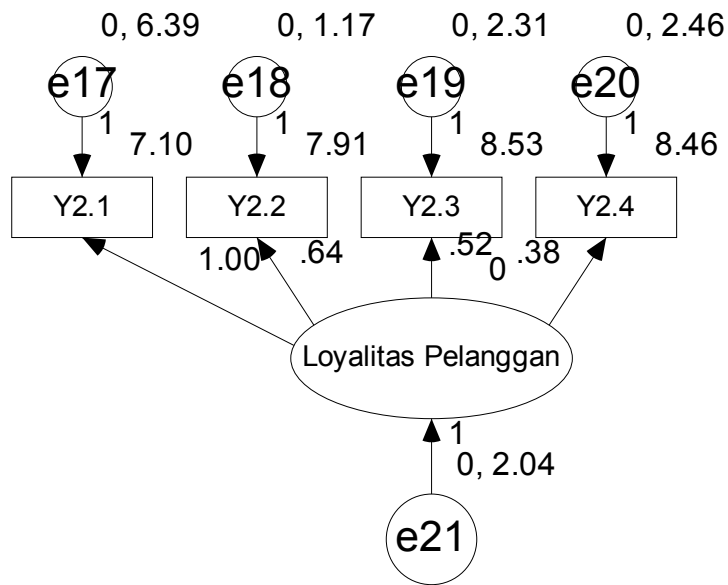 0, 6.39 0, 1.17 0, 2.31 0, 2.46
e17 e18 e19 e20
1 1 1 1
7.10 7.91 8.53 8.46
Y2.1 Y2.2 Y2.3 Y2.4
1.00 .64 .52 .38
0
Loyalitas Pelanggan
1
0, 2.04
e21